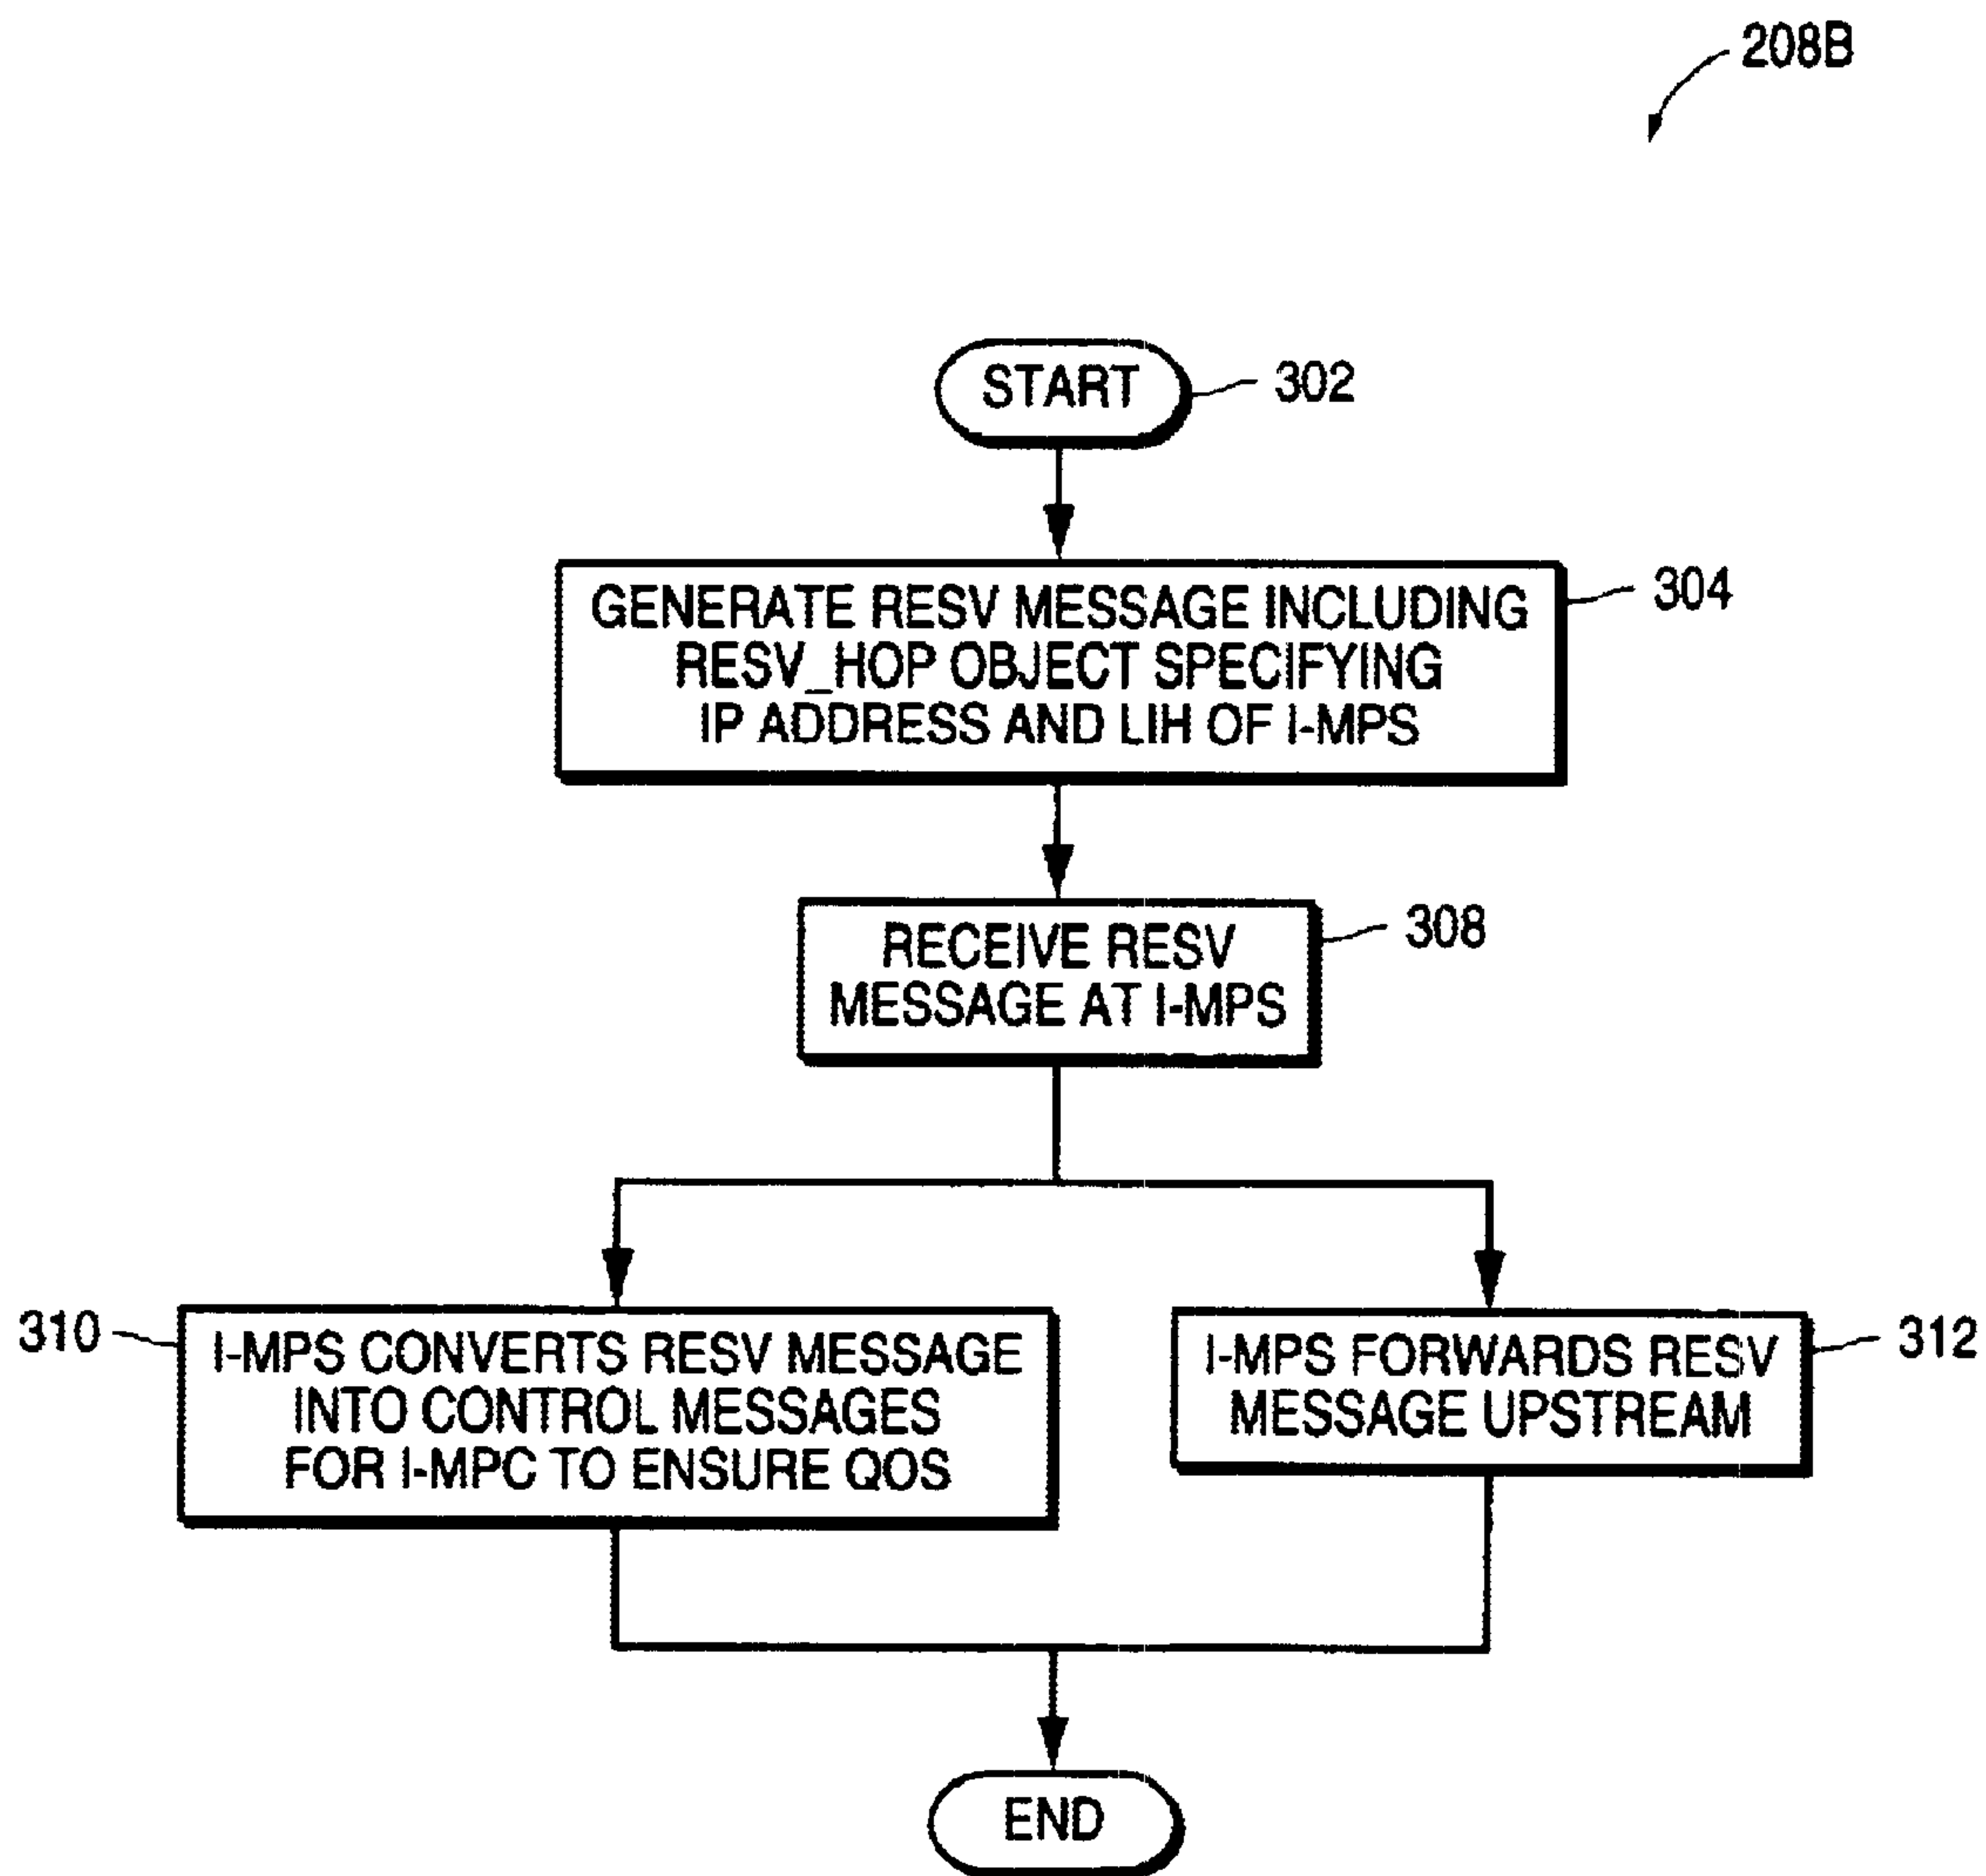 208B
START
302
GENERATE RESV MESSAGE INCLUDING
RESV_HOP OBJECT SPECIFYING
IP ADDRESS AND LIH OF I-MPS
304
RECEIVE RESV
MESSAGE AT I-MPS
308
310
I-MPS CONVERTS RESV MESSAGE
INTO CONTROL MESSAGES
FOR I-MPC TO ENSURE QOS
I-MPS FORWARDS RESV
MESSAGE UPSTREAM
312
END